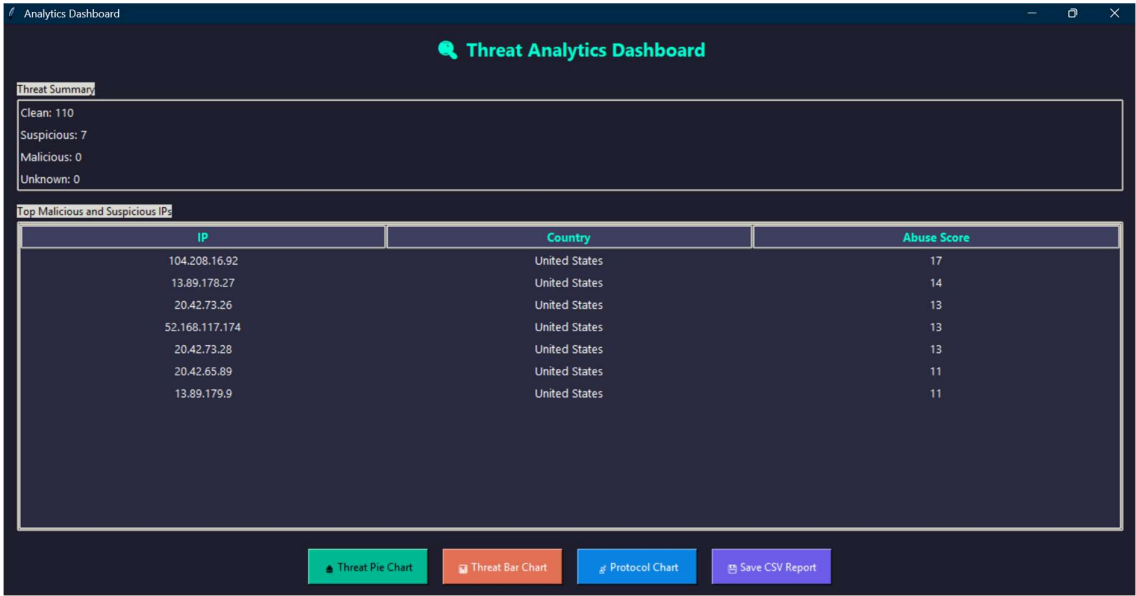 Analytics Dashboard
Threat Analytics Dashboard
Threat Summary
Clean: 110
Suspicious: 7
Malicious: 0
Unknown: 0
Top Malicious and Suspicious IPs
IP Country Abuse Score
104.208.16.92 United States 17
13.89.178.27 United States 14
20.42.73.26 United States 13
52.168.117.174 United States 13
20.42.73.28 United States 13
20.42.65.89 United States 11
13.89.179.9 United States 11
Threat Pie Chart Threat Bar Chart Protocol Chart Save CSV Report